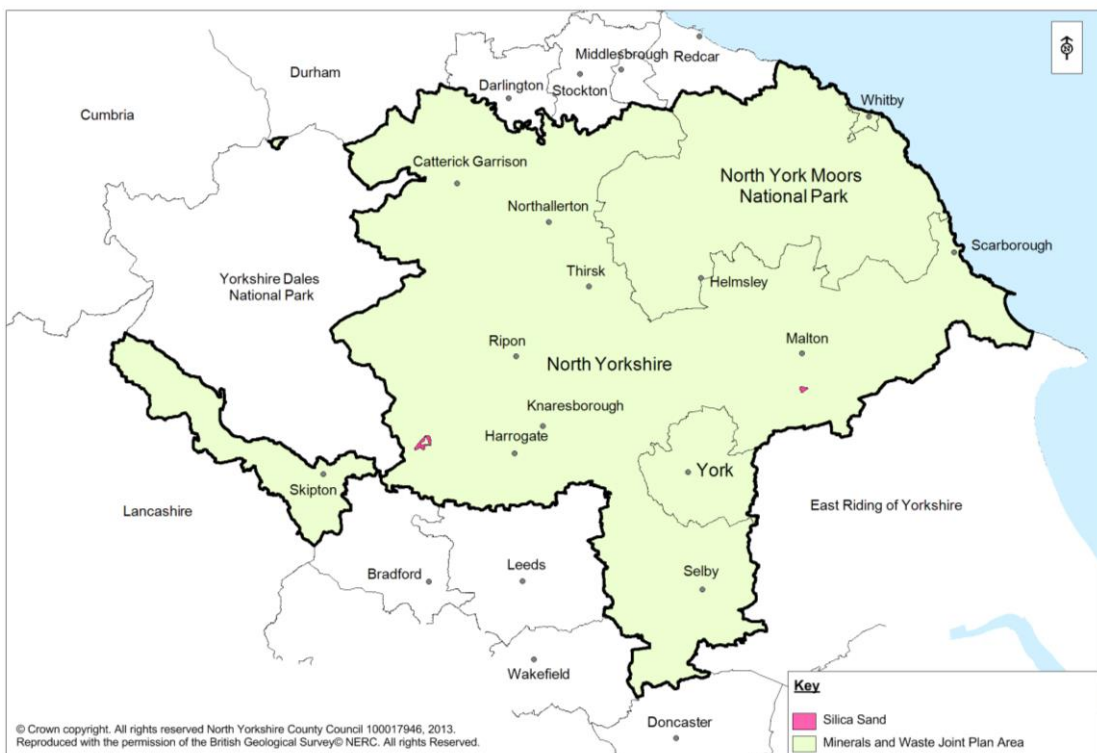 Durham
Middlesbrough
Redcar
Darlington
Stockton
Cumbria
Whitby
Catterick Garrison
North York Moors
National Park
Northallerton
Scarborough
Thirsk
Helmsley
Yorkshire Dales
National Park
Ripon
North Yorkshire
Malton
Knaresborough
Harrogate
York
Skipton
Lancashire
East Riding of Yorkshire
Bradford
Leeds
Selby
Wakefield
Doncaster
Key
Silica Sand
Minerals and Waste Joint Plan Area
© Crown copyright. All rights reserved North Yorkshire County Council 100017946, 2013.
Reproduced with the permission of the British Geological Survey© NERC. All rights Reserved.